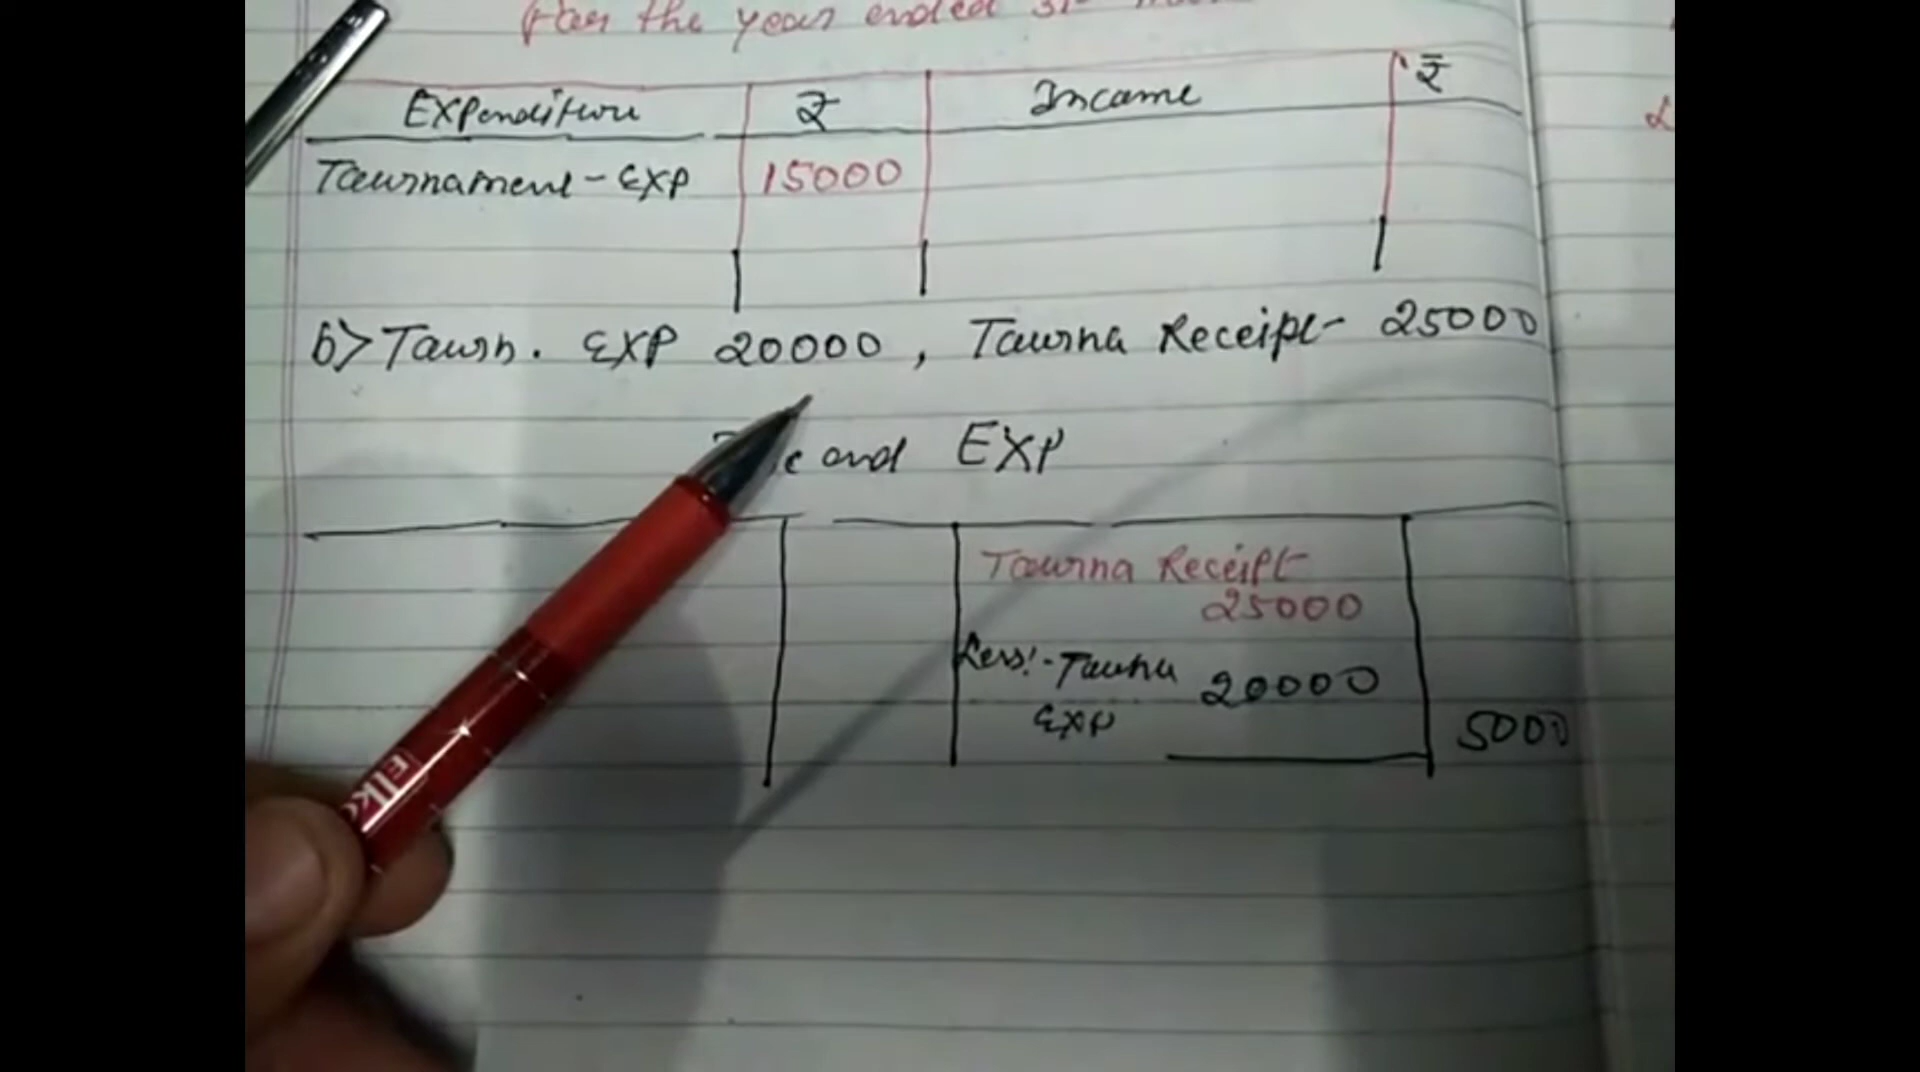 For the year ended 31
Expenditure ₹ Income ₹
Tournament - Exp 15000
b> Tourn. Exp 20000, Tourna Receipt - 25000
and EXP
Tourna Receipt
25000
Less:- Tourna 20000
Exp 5000